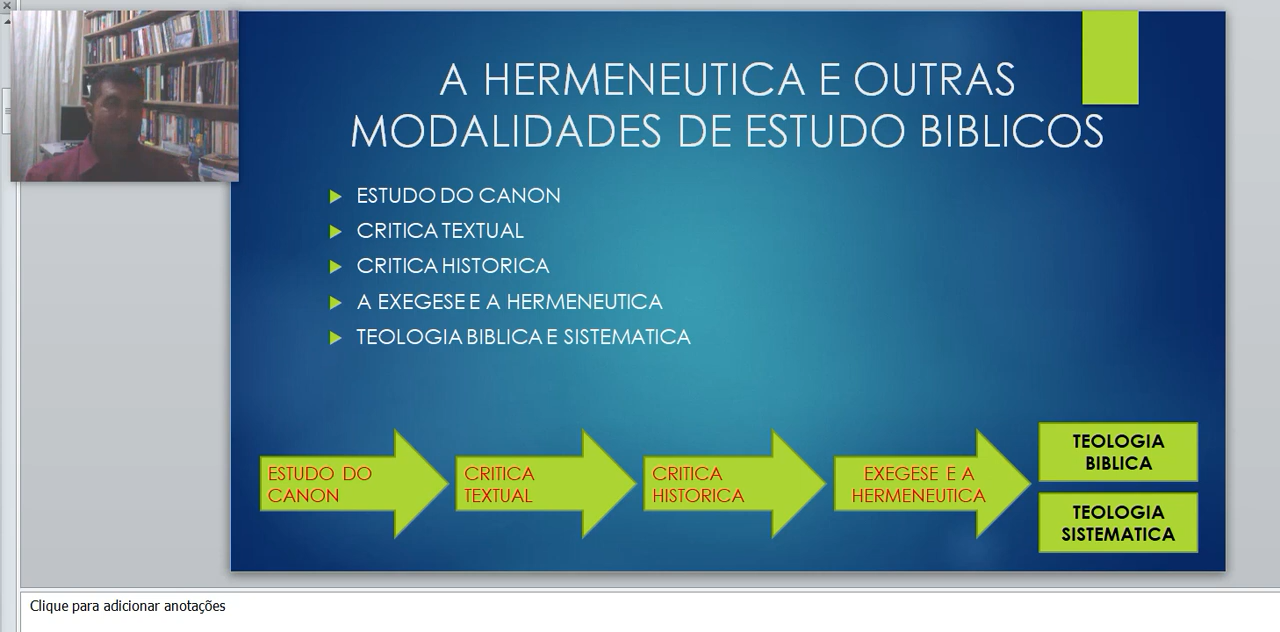 A HERMENEUTICA E OUTRAS
MODALIDADES DE ESTUDO BIBLICOS
ESTUDO DO CANON
CRITICA TEXTUAL
CRITICA HISTORICA
A EXEGESE E A HERMENEUTICA
TEOLOGIA BIBLICA E SISTEMATICA
ESTUDO DO
CANON
CRITICA
TEXTUAL
CRITICA
HISTORICA
EXEGESE E A
HERMENEUTICA
TEOLOGIA
BIBLICA
TEOLOGIA
SISTEMATICA
Clique para adicionar anotações